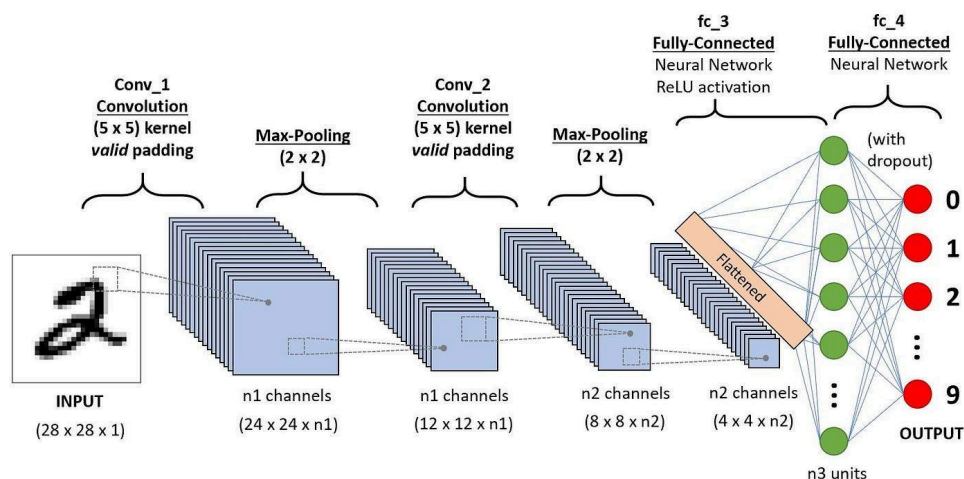 fc_3
Fully-Connected
Neural Network
ReLU activation
fc_4
Fully-Connected
Neural Network
Conv_1
Convolution
(5 x 5) kernel
valid padding
Max-Pooling
(2 x 2)
Conv_2
Convolution
(5 x 5) kernel
valid padding
Max-Pooling
(2 x 2)
(with
dropout)
Flattened
0
1
2
9
2
INPUT
(28 x 28 x 1)
n1 channels
(24 x 24 x n1)
n1 channels
(12 x 12 x n1)
n2 channels
(8 x 8 x n2)
n2 channels
(4 x 4 x n2)
OUTPUT
n3 units